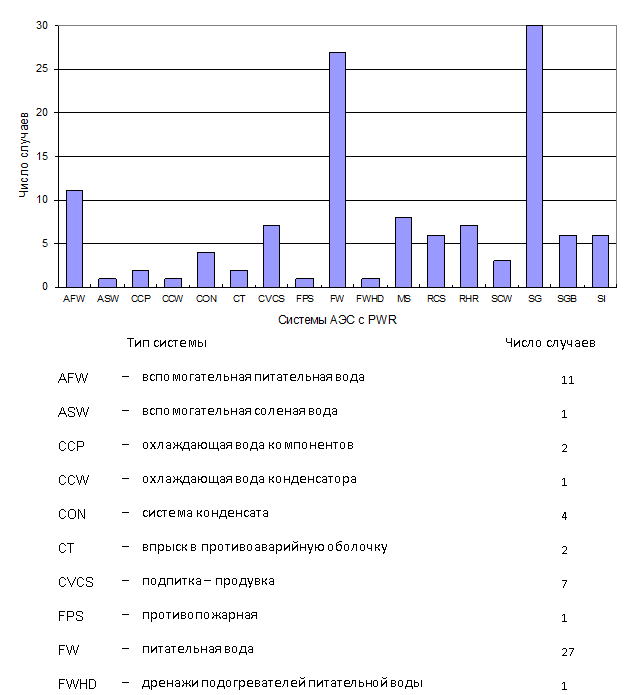 30
25
20
15
10
5
0
Число случаев
AFW ASW CCP CCW CON CT CVCS FPS FW FWHD MS RCS RHR SCW SG SGB SI
Системы АЭС с PWR
Тип системы Число случаев
AFW – вспомогательная питательная вода 11
ASW – вспомогательная соленая вода 1
CCP – охлаждающая вода компонентов 2
CCW – охлаждающая вода конденсатора 1
CON – система конденсата 4
CT – впрыск в противоаварийную оболочку 2
CVCS – подпитка – продувка 7
FPS – противопожарная 1
FW – питательная вода 27
FWHD – дренажи подогревателей питательной воды 1